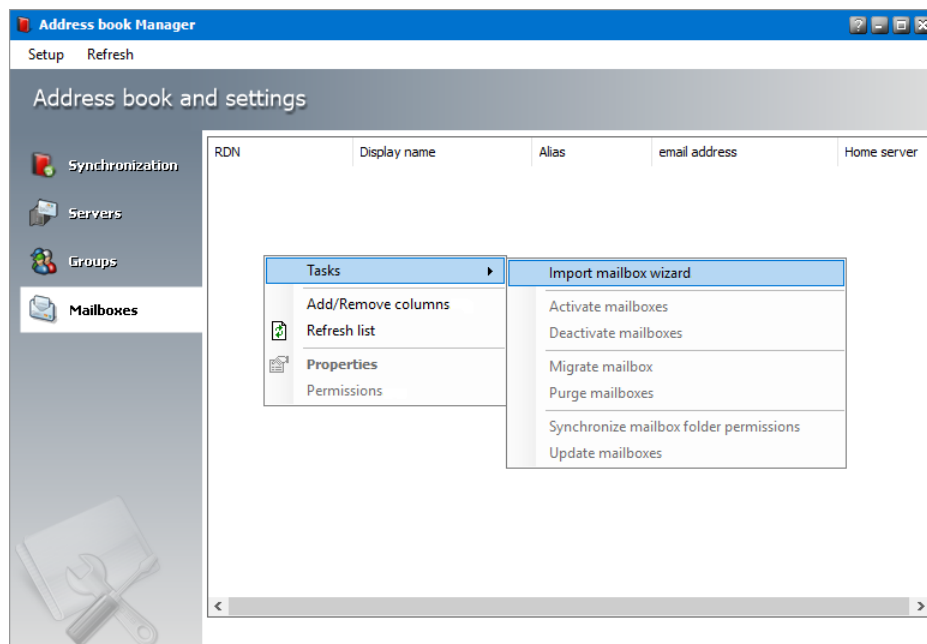 Address book Manager
Setup Refresh
Address book and settings
Synchronization
Servers
Groups
Mailboxes
RDN Display name Alias email address Home server
Tasks
Add/Remove columns
Refresh list
Properties
Permissions
Import mailbox wizard
Activate mailboxes
Deactivate mailboxes
Migrate mailbox
Purge mailboxes
Synchronize mailbox folder permissions
Update mailboxes